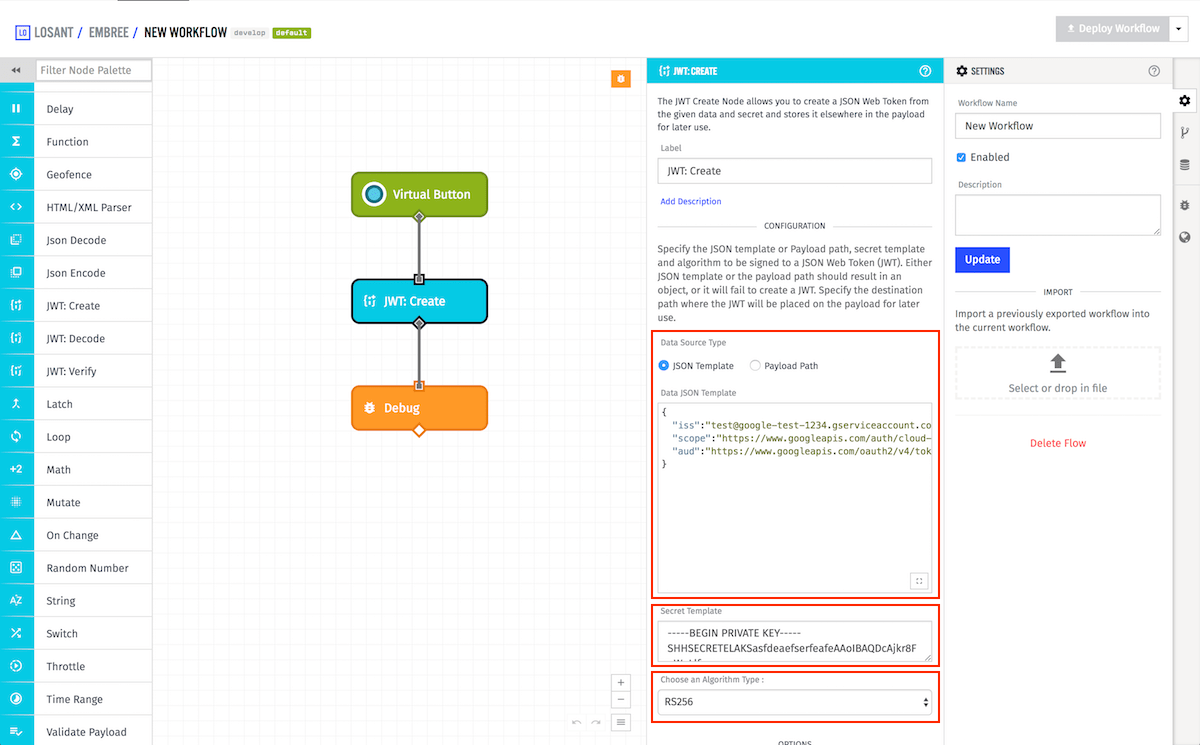 LO LOSANT / EMBREE / NEW WORKFLOW develop default
Deploy Workflow
Filter Node Palette
Delay
Function
Geofence
HTML/XML Parser
Json Decode
Json Encode
JWT: Create
JWT: Decode
JWT: Verify
Latch
Loop
+2 Math
Mutate
On Change
Random Number
AZ String
Switch
Throttle
Time Range
Validate Payload
Virtual Button
JWT: Create
Debug
JWT: CREATE
The JWT Create Node allows you to create a JSON Web Token from
the given data and secret and stores it elsewhere in the payload
for later use.
Label
JWT: Create
Add Description
CONFIGURATION
Specify the JSON template or Payload path, secret template
and algorithm to be signed to a JSON Web Token (JWT). Either
JSON template or the payload path should result in an
object, or it will fail to create a JWT. Specify the destination
path where the JWT will be placed on the payload for later
use.
Data Source Type
JSON Template Payload Path
Data JSON Template
{
"iss":"test@google-test-1234.gserviceaccount.co
"scope":"https://www.googleapis.com/auth/cloud-
"aud":"https://www.googleapis.com/oauth2/v4/tok
}
Secret Template
-----BEGIN PRIVATE KEY-----
SHHSECRETELAKSasfdeaefserfeafeAAoIBAQDcAjkr8F
Choose an Algorithm Type :
RS256
OPTIONS
SETTINGS
Workflow Name
New Workflow
Enabled
Description
Update
IMPORT
Import a previously exported workflow into
the current workflow.
Select or drop in file
Delete Flow